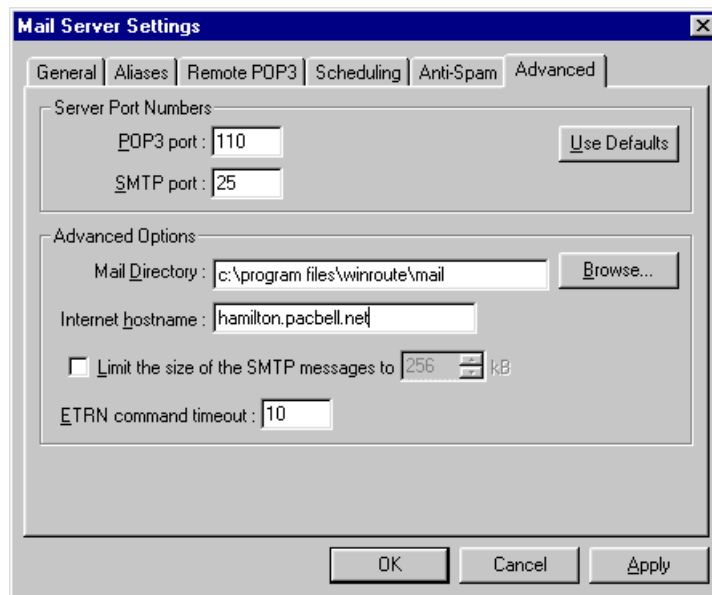 Mail Server Settings
General Aliases Remote POP3 Scheduling Anti-Spam Advanced
Server Port Numbers
POP3 port : 110
Use Defaults
SMTP port : 25
Advanced Options
Mail Directory : c:\program files\winroute\mail
Browse...
Internet hostname : hamilton.pacbell.net
Limit the size of the SMTP messages to 256 kB
ETRN command timeout : 10
OK Cancel Apply